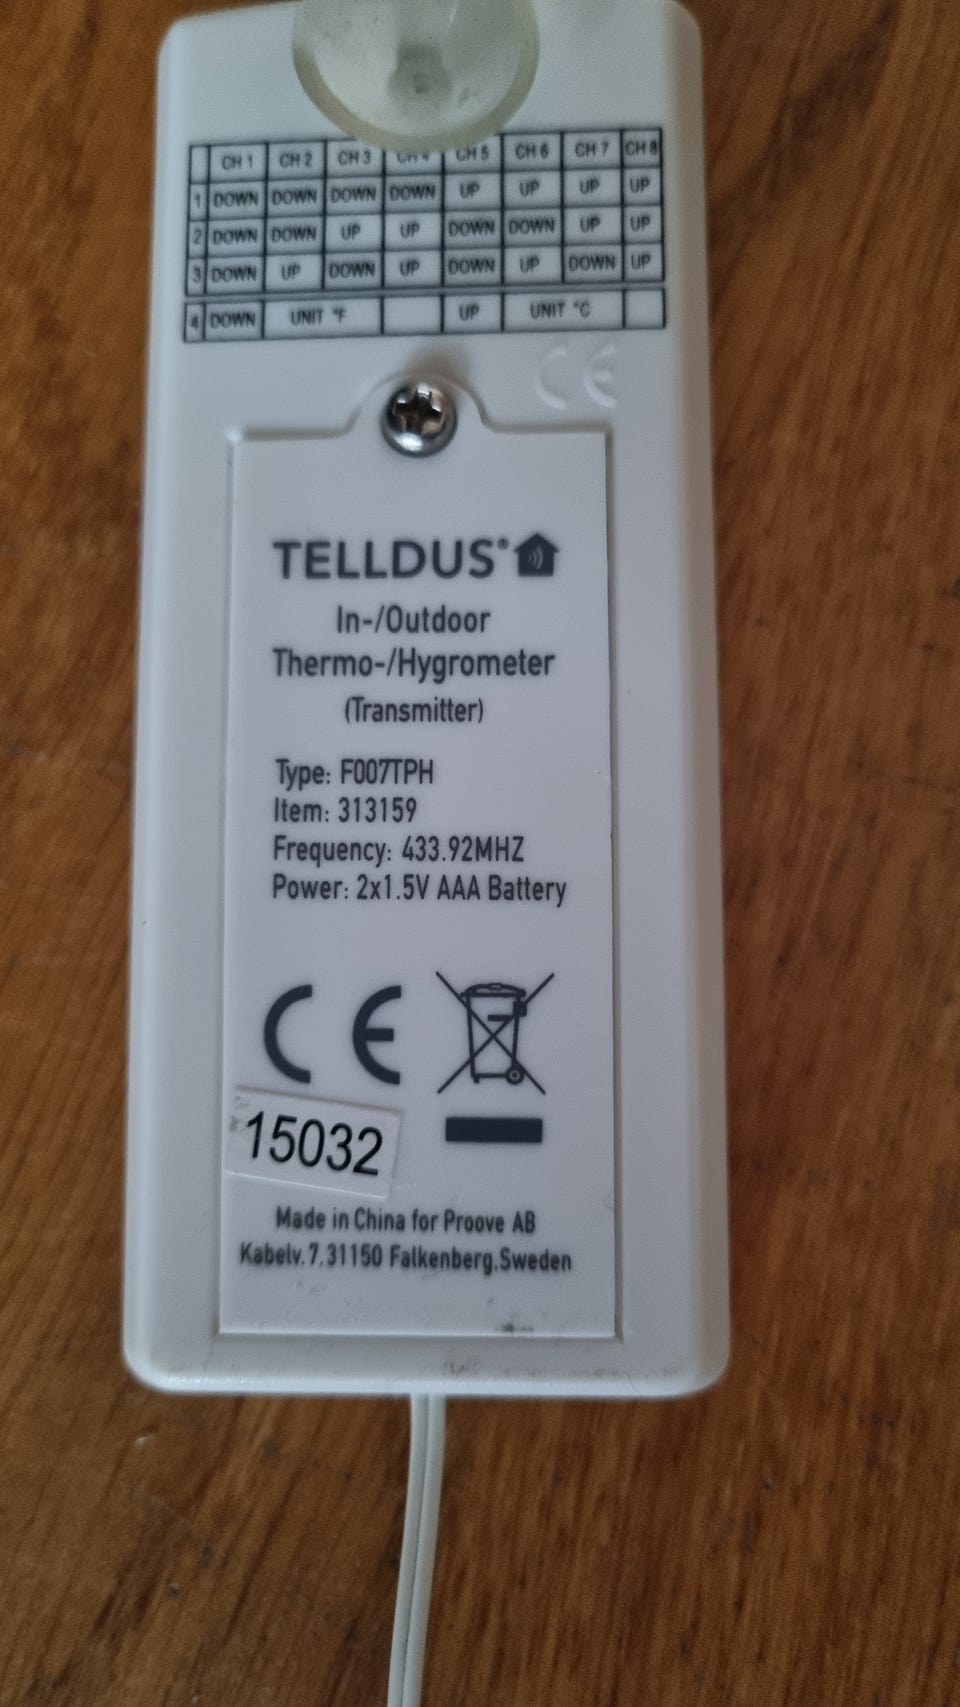 CH 1 CH 2 CH 3 CH 4 CH 5 CH 6 CH 7 CH 8
1 DOWN DOWN DOWN DOWN UP UP UP UP
2 DOWN DOWN UP UP DOWN DOWN UP UP
3 DOWN UP DOWN UP DOWN UP DOWN UP
4 DOWN UNIT °F UP UNIT °C
CE
TELLDUS®
In-/Outdoor
Thermo-/Hygrometer
(Transmitter)
Type: F007TPH
Item: 313159
Frequency: 433.92MHZ
Power: 2x1.5V AAA Battery
CE
15032
Made in China for Proove AB
Kabelv.7.31150 Falkenberg.Sweden